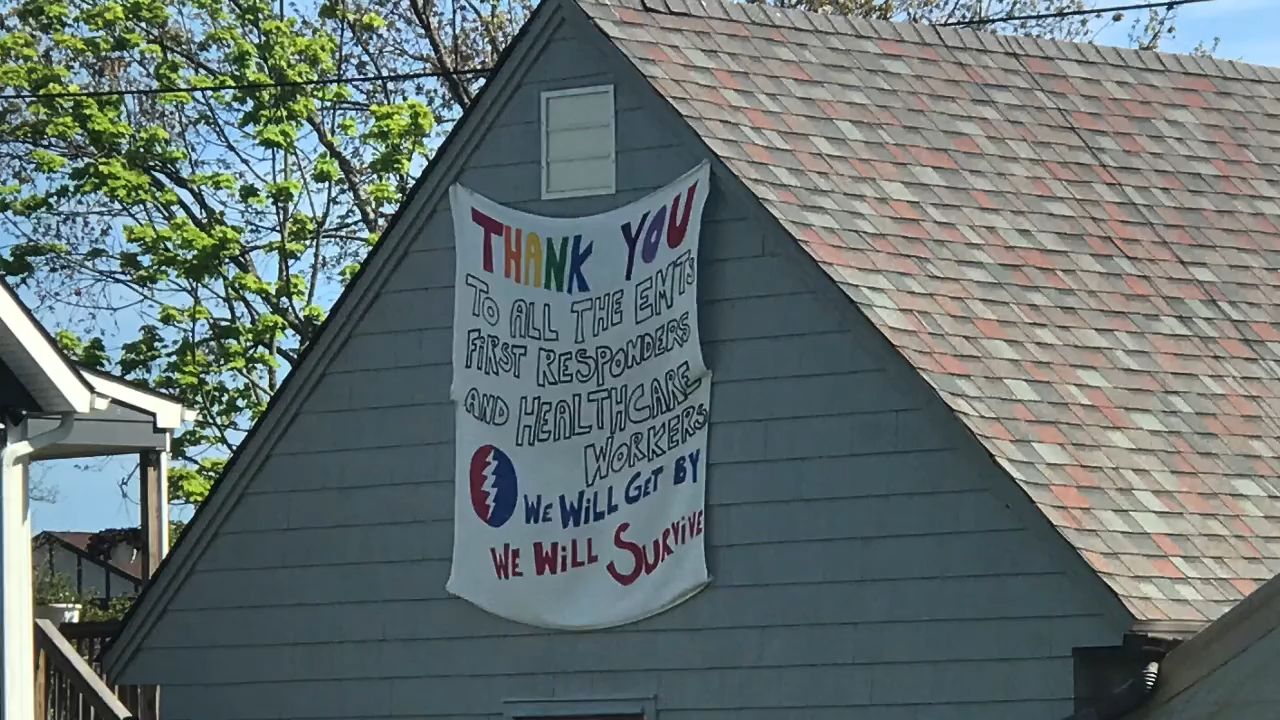 THANK YOU
TO ALL THE EMTS
FIRST RESPONDERS
AND HEALTHCARE
WORKERS
WE WILL GET BY
WE WILL SURVIVE